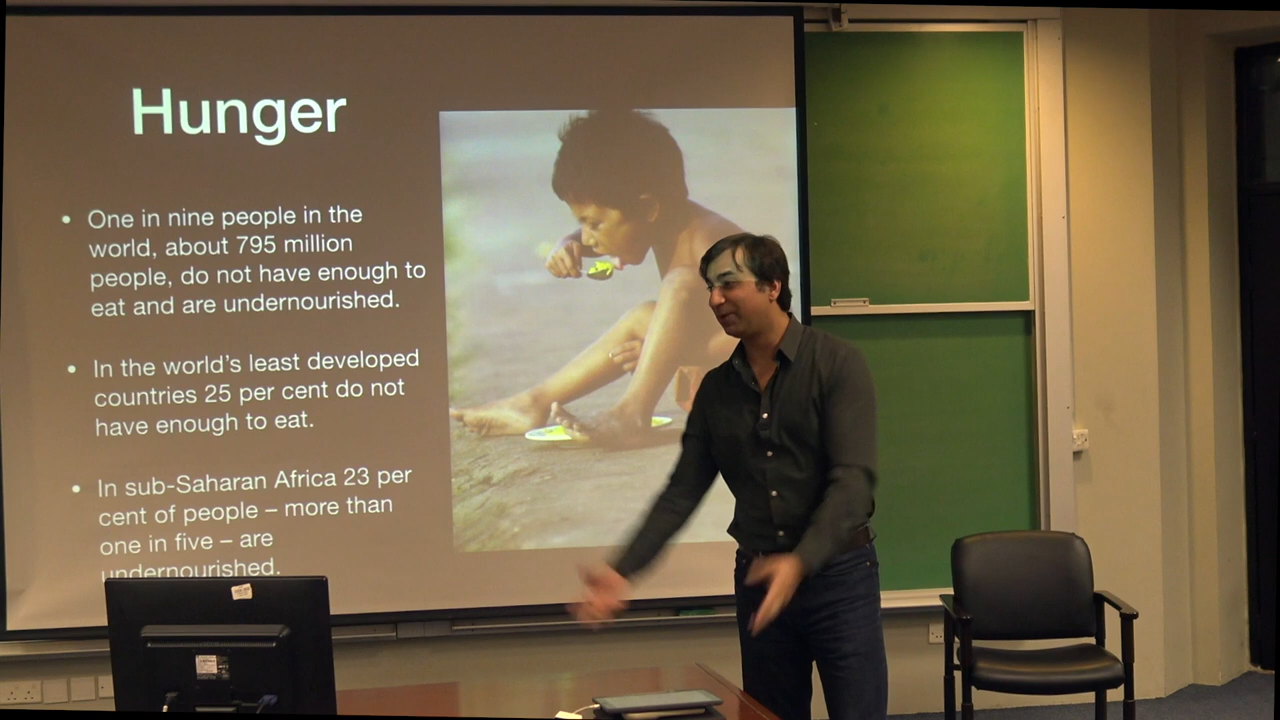 Hunger
• One in nine people in the
world, about 795 million
people, do not have enough to
eat and are undernourished.
• In the world's least developed
countries 25 per cent do not
have enough to eat.
• In sub-Saharan Africa 23 per
cent of people – more than
one in five – are
undernourished.